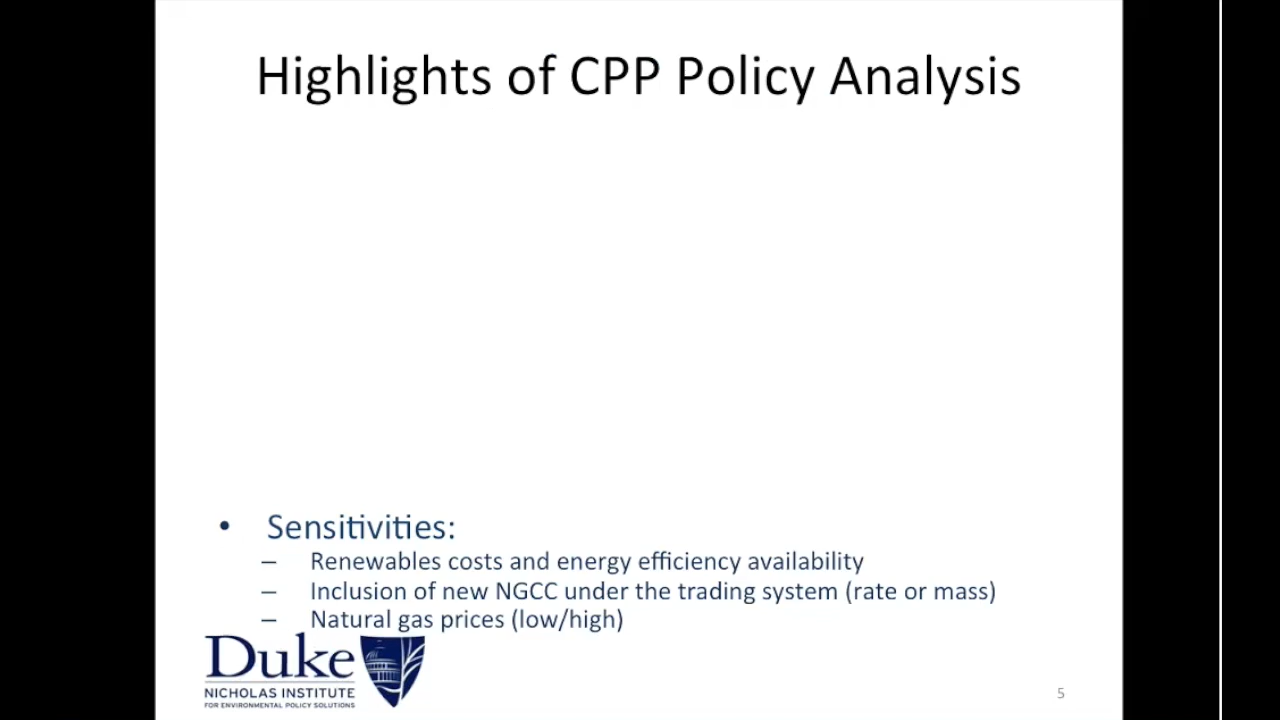 Highlights of CPP Policy Analysis
• Sensitivities:
– Renewables costs and energy efficiency availability
– Inclusion of new NGCC under the trading system (rate or mass)
– Natural gas prices (low/high)
Duke
NICHOLAS INSTITUTE
FOR ENVIRONMENTAL POLICY SOLUTIONS
5